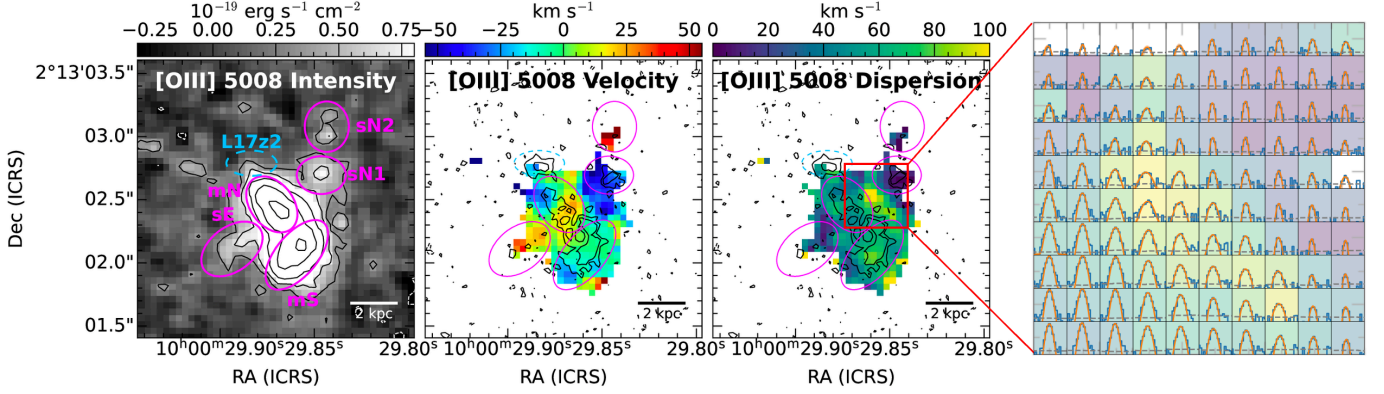 10⁻¹⁹ erg s⁻¹ cm⁻²
−0.25 0.00 0.25 0.50 0.75
km s⁻¹
−50 −25 0 25 50
km s⁻¹
0 20 40 60 80 100
[OIII] 5008 Intensity
[OIII] 5008 Velocity
[OIII] 5008 Dispersion
2°13'03.5"
03.0"
02.5"
02.0"
01.5"
Dec (ICRS)
sN2
L17z2
sN1
mN
sE
mS
2 kpc
2 kpc
2 kpc
10ʰ00ᵐ29.90ˢ 29.85ˢ 29.80ˢ
10ʰ00ᵐ29.90ˢ 29.85ˢ 29.80ˢ
10ʰ00ᵐ29.90ˢ 29.85ˢ 29.80ˢ
RA (ICRS)
RA (ICRS)
RA (ICRS)